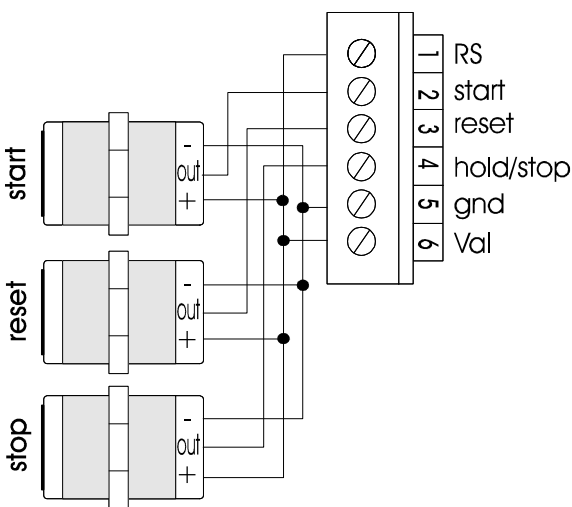 1 RS
2 start
3 reset
4 hold/stop
5 gnd
6 Val
start
-
out
+
reset
-
out
+
stop
-
out
+